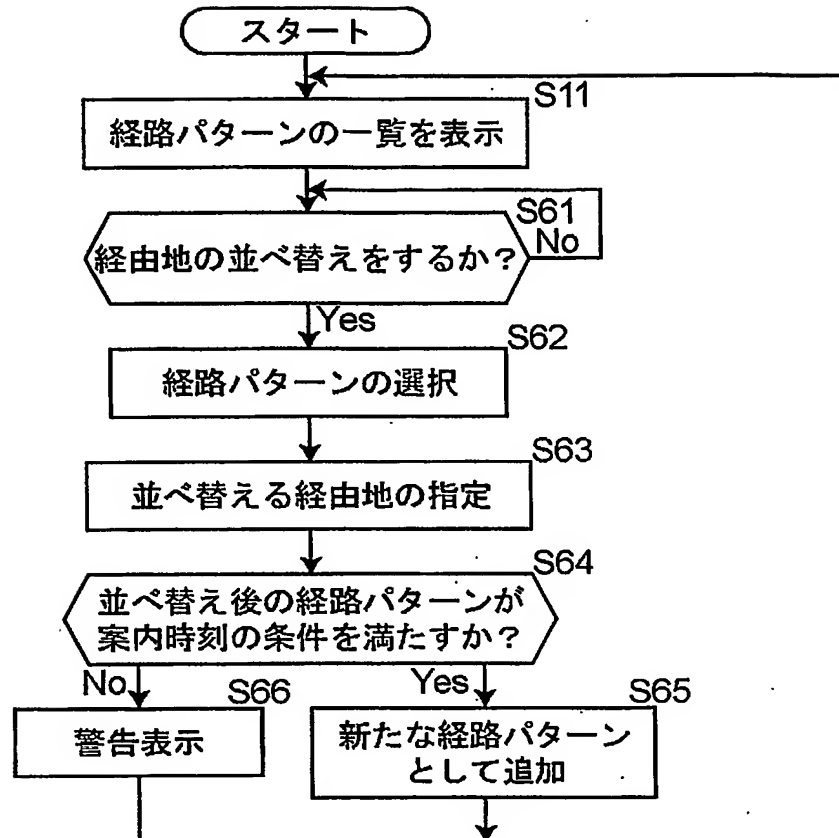 スタート
S11
経路パターンの一覧を表示
S61
No
経由地の並べ替えをするか？
Yes
S62
経路パターンの選択
S63
並べ替える経由地の指定
S64
並べ替え後の経路パターンが
案内時刻の条件を満たすか？
No
S66
Yes
S65
警告表示
新たな経路パターン
として追加